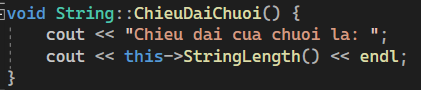 void String::ChieuDaiChuoi() {
cout << "Chieu dai cua chuoi la: ";
cout << this->StringLength() << endl;
}